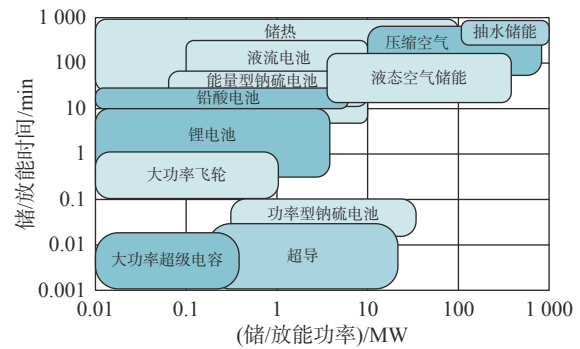 1 000
100
10
1
0.1
0.01
0.001
储/放能时间/min
储热
抽水储能
压缩空气
液流电池
液态空气储能
能量型钠硫电池
铅酸电池
锂电池
大功率飞轮
功率型钠硫电池
大功率超级电容
超导
0.01
0.1
1
10
100
1 000
(储/放能功率)/MW